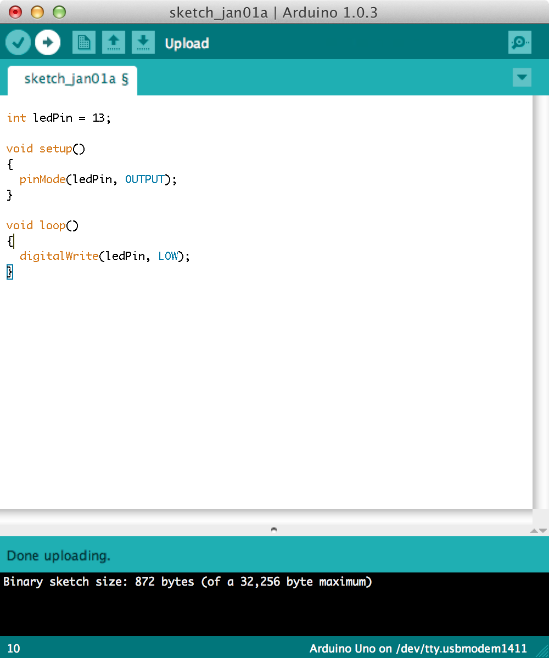 sketch_jan01a | Arduino 1.0.3
Upload
sketch_jan01a §
int ledPin = 13;
void setup()
{
pinMode(ledPin, OUTPUT);
}
void loop()
{
digitalWrite(ledPin, LOW);
}
Done uploading.
Binary sketch size: 872 bytes (of a 32,256 byte maximum)
10
Arduino Uno on /dev/tty.usbmodem1411